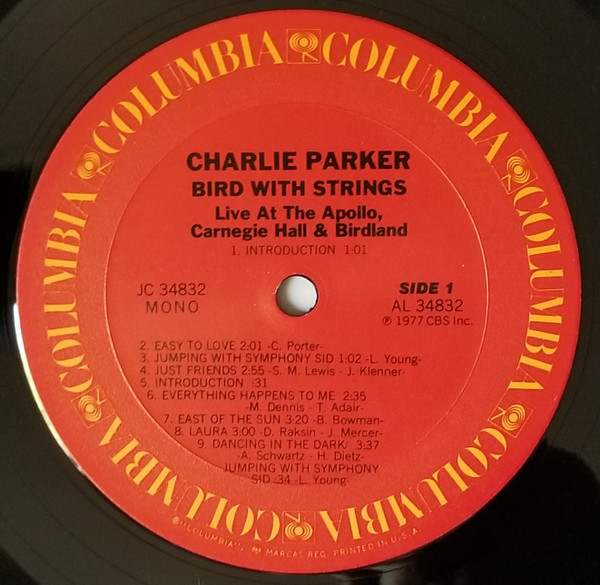 COLUMBIA COLUMBIA COLUMBIA COLUMBIA COLUMBIA COLUMBIA
CHARLIE PARKER
BIRD WITH STRINGS
Live At The Apollo,
Carnegie Hall & Birdland
1. INTRODUCTION 1:01
JC 34832
MONO
SIDE 1
AL 34832
℗ 1977 CBS Inc.
2. EASY TO LOVE 2:01 -C. Porter-
3. JUMPING WITH SYMPHONY SID 1:02 -L. Young-
4. JUST FRIENDS 2:55 -S. M. Lewis - J. Klenner-
5. INTRODUCTION :31
6. EVERYTHING HAPPENS TO ME 2:35
-M. Dennis - T. Adair-
7. EAST OF THE SUN 3:20 -B. Bowman-
8. LAURA 3:00 -D. Raksin - J. Mercer-
9. DANCING IN THE DARK/ 3:37
-A. Schwartz - H. Dietz-
JUMPING WITH SYMPHONY
SID :34 -L. Young-
"COLUMBIA", MARCAS REG. PRINTED IN U.S.A.